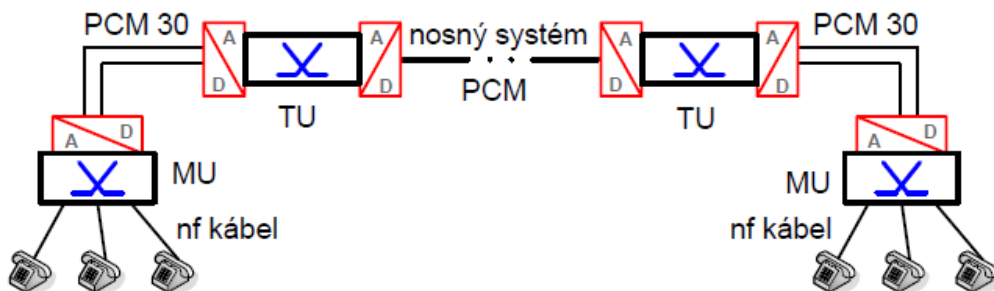 PCM 30
A
D
A
D
nosný systém
PCM
A
D
A
D
PCM 30
TU
TU
A D
A D
MU
MU
nf kábel
nf kábel